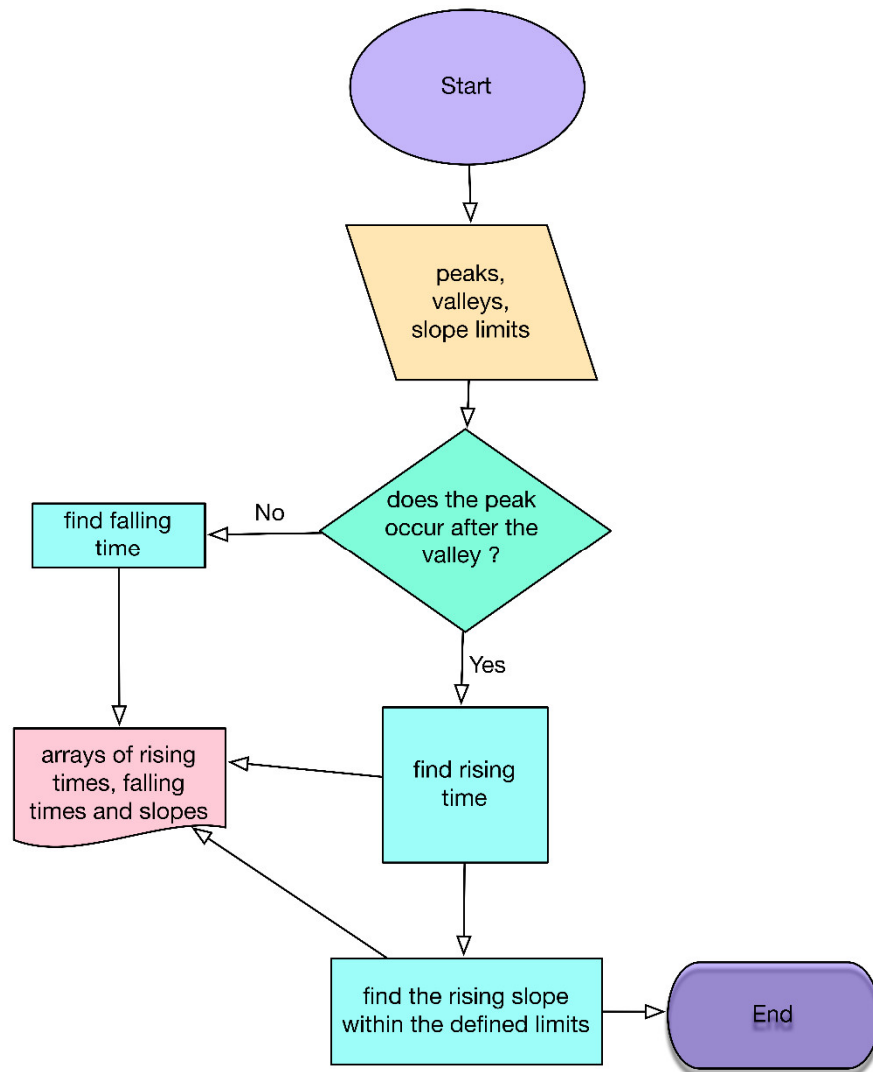 Start
peaks,
valleys,
slope limits
does the peak
occur after the
valley ?
No
find falling
time
Yes
arrays of rising
times, falling
times and slopes
find rising
time
find the rising slope
within the defined limits
End